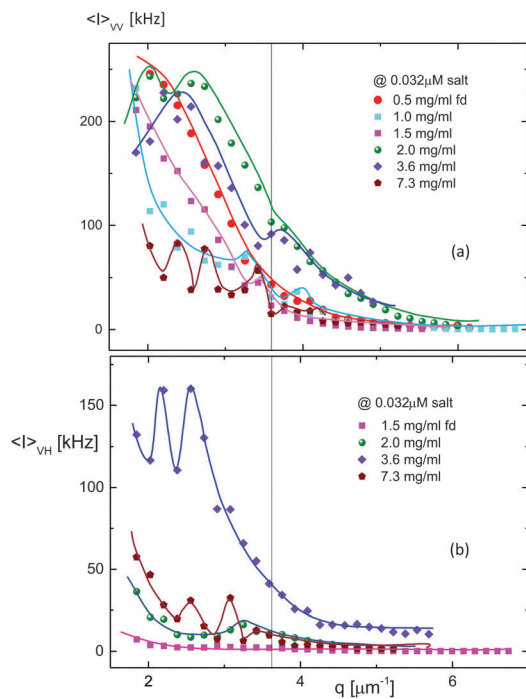 <I>VV [kHz]
@ 0.032μM salt
0.5 mg/ml fd
1.0 mg/ml
1.5 mg/ml
2.0 mg/ml
3.6 mg/ml
7.3 mg/ml
200
100
0
(a)
<I>VH [kHz]
@ 0.032μM salt
1.5 mg/ml fd
2.0 mg/ml
3.6 mg/ml
7.3 mg/ml
150
100
50
0
(b)
2 3 4 5 6
q [μm⁻¹]